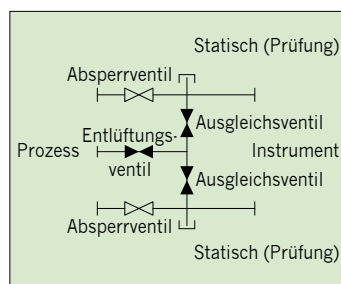 Statisch (Prüfung)
Absperrventil
Ausgleichsventil
Entlüftungs-
ventil
Prozess
Instrument
Ausgleichsventil
Absperrventil
Statisch (Prüfung)